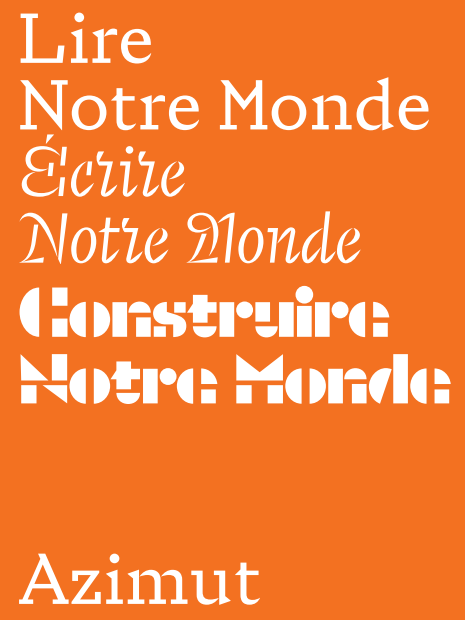 Lire
Notre Monde
Écrire
Notre Monde
Construire
Notre Monde
Azimut